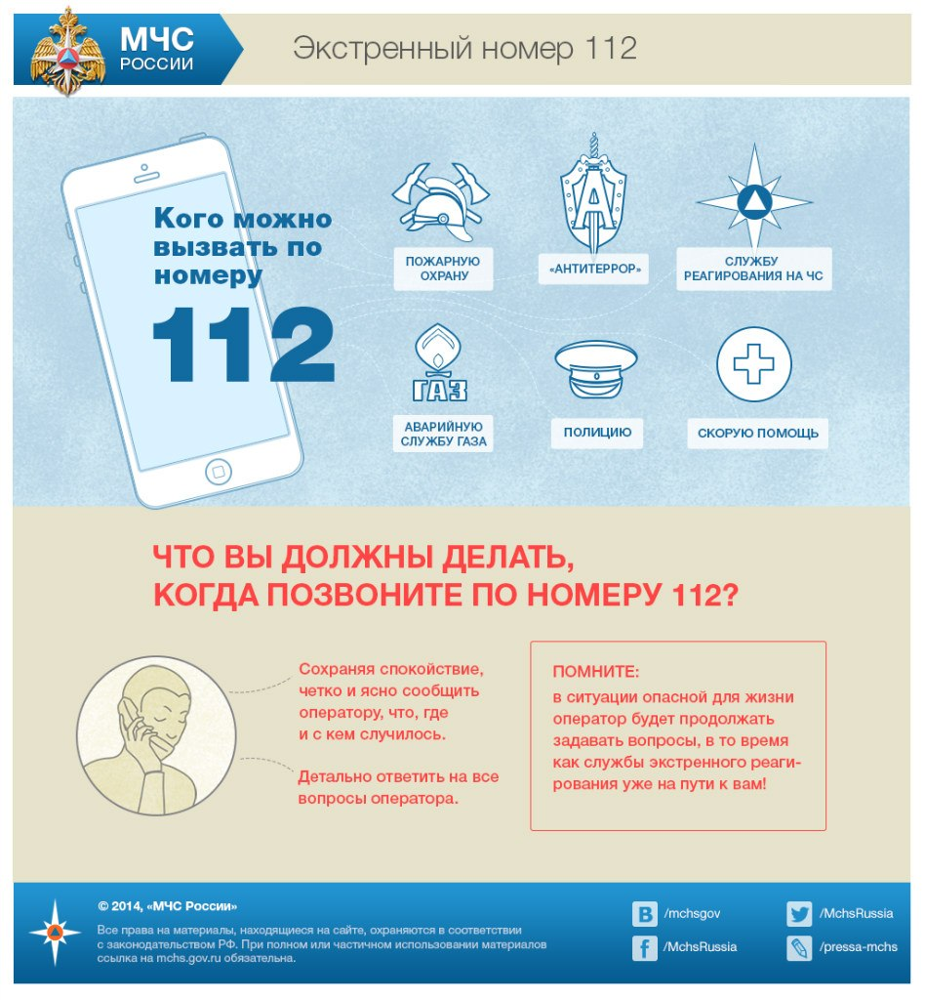 МЧС
РОССИИ
Экстренный номер 112
Кого можно
вызвать по
номеру
112
ПОЖАРНУЮ
ОХРАНУ
«АНТИТЕРРОР»
СЛУЖБУ
РЕАГИРОВАНИЯ НА ЧС
ГАЗ
АВАРИЙНУЮ
СЛУЖБУ ГАЗА
ПОЛИЦИЮ
СКОРУЮ ПОМОЩЬ
ЧТО ВЫ ДОЛЖНЫ ДЕЛАТЬ,
КОГДА ПОЗВОНИТЕ ПО НОМЕРУ 112?
Сохраняя спокойствие,
четко и ясно сообщить
оператору, что, где
и с кем случилось.
Детально ответить на все
вопросы оператора.
ПОМНИТЕ:
в ситуации опасной для жизни
оператор будет продолжать
задавать вопросы, в то время
как службы экстренного реаги-
рования уже на пути к вам!
© 2014, «МЧС России»
Все права на материалы, находящиеся на сайте, охраняются в соответствии
с законодательством РФ. При полном или частичном использовании материалов
ссылка на mchs.gov.ru обязательна.
В /mchsgov
/MchsRussia
f /MchsRussia
/pressa-mchs